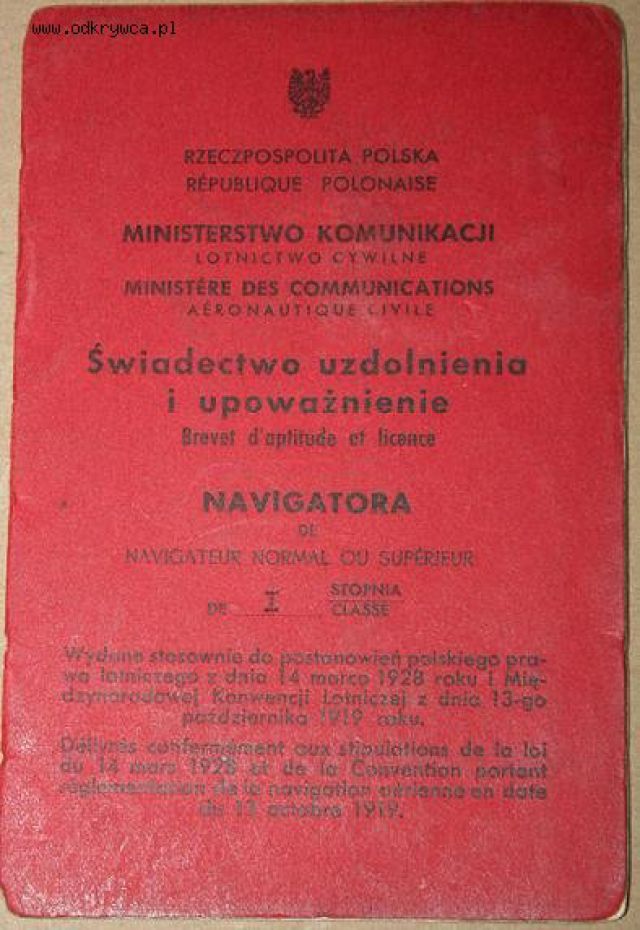 www.odkrywca.pl
RZECZPOSPOLITA POLSKA
RÉPUBLIQUE POLONAISE
MINISTERSTWO KOMUNIKACJI
LOTNICTWO CYWILNE
MINISTÉRE DES COMMUNICATIONS
AÉRONAUTIQUE CIVILE
Świadectwo uzdolnienia
i upoważnienie
Brevet d'aptitude et licence
NAVIGATORA
DE
NAVIGATEUR NORMAL OU SUPÉRIEUR
STOPNIA
DE I CLASSE
Wydane stosownie do postanowień polskiego pra-
wa lotniczego z dnia 14 marca 1928 roku i Mię-
dzynarodowej Konwencji Lotniczej z dnia 13-go
października 1919 roku.
Délivrés conformément aux stipulations de la loi
du 14 mars 1928 et de la Convention portant
réglementation de la navigation aérienne en date
du 13 octobre 1919.